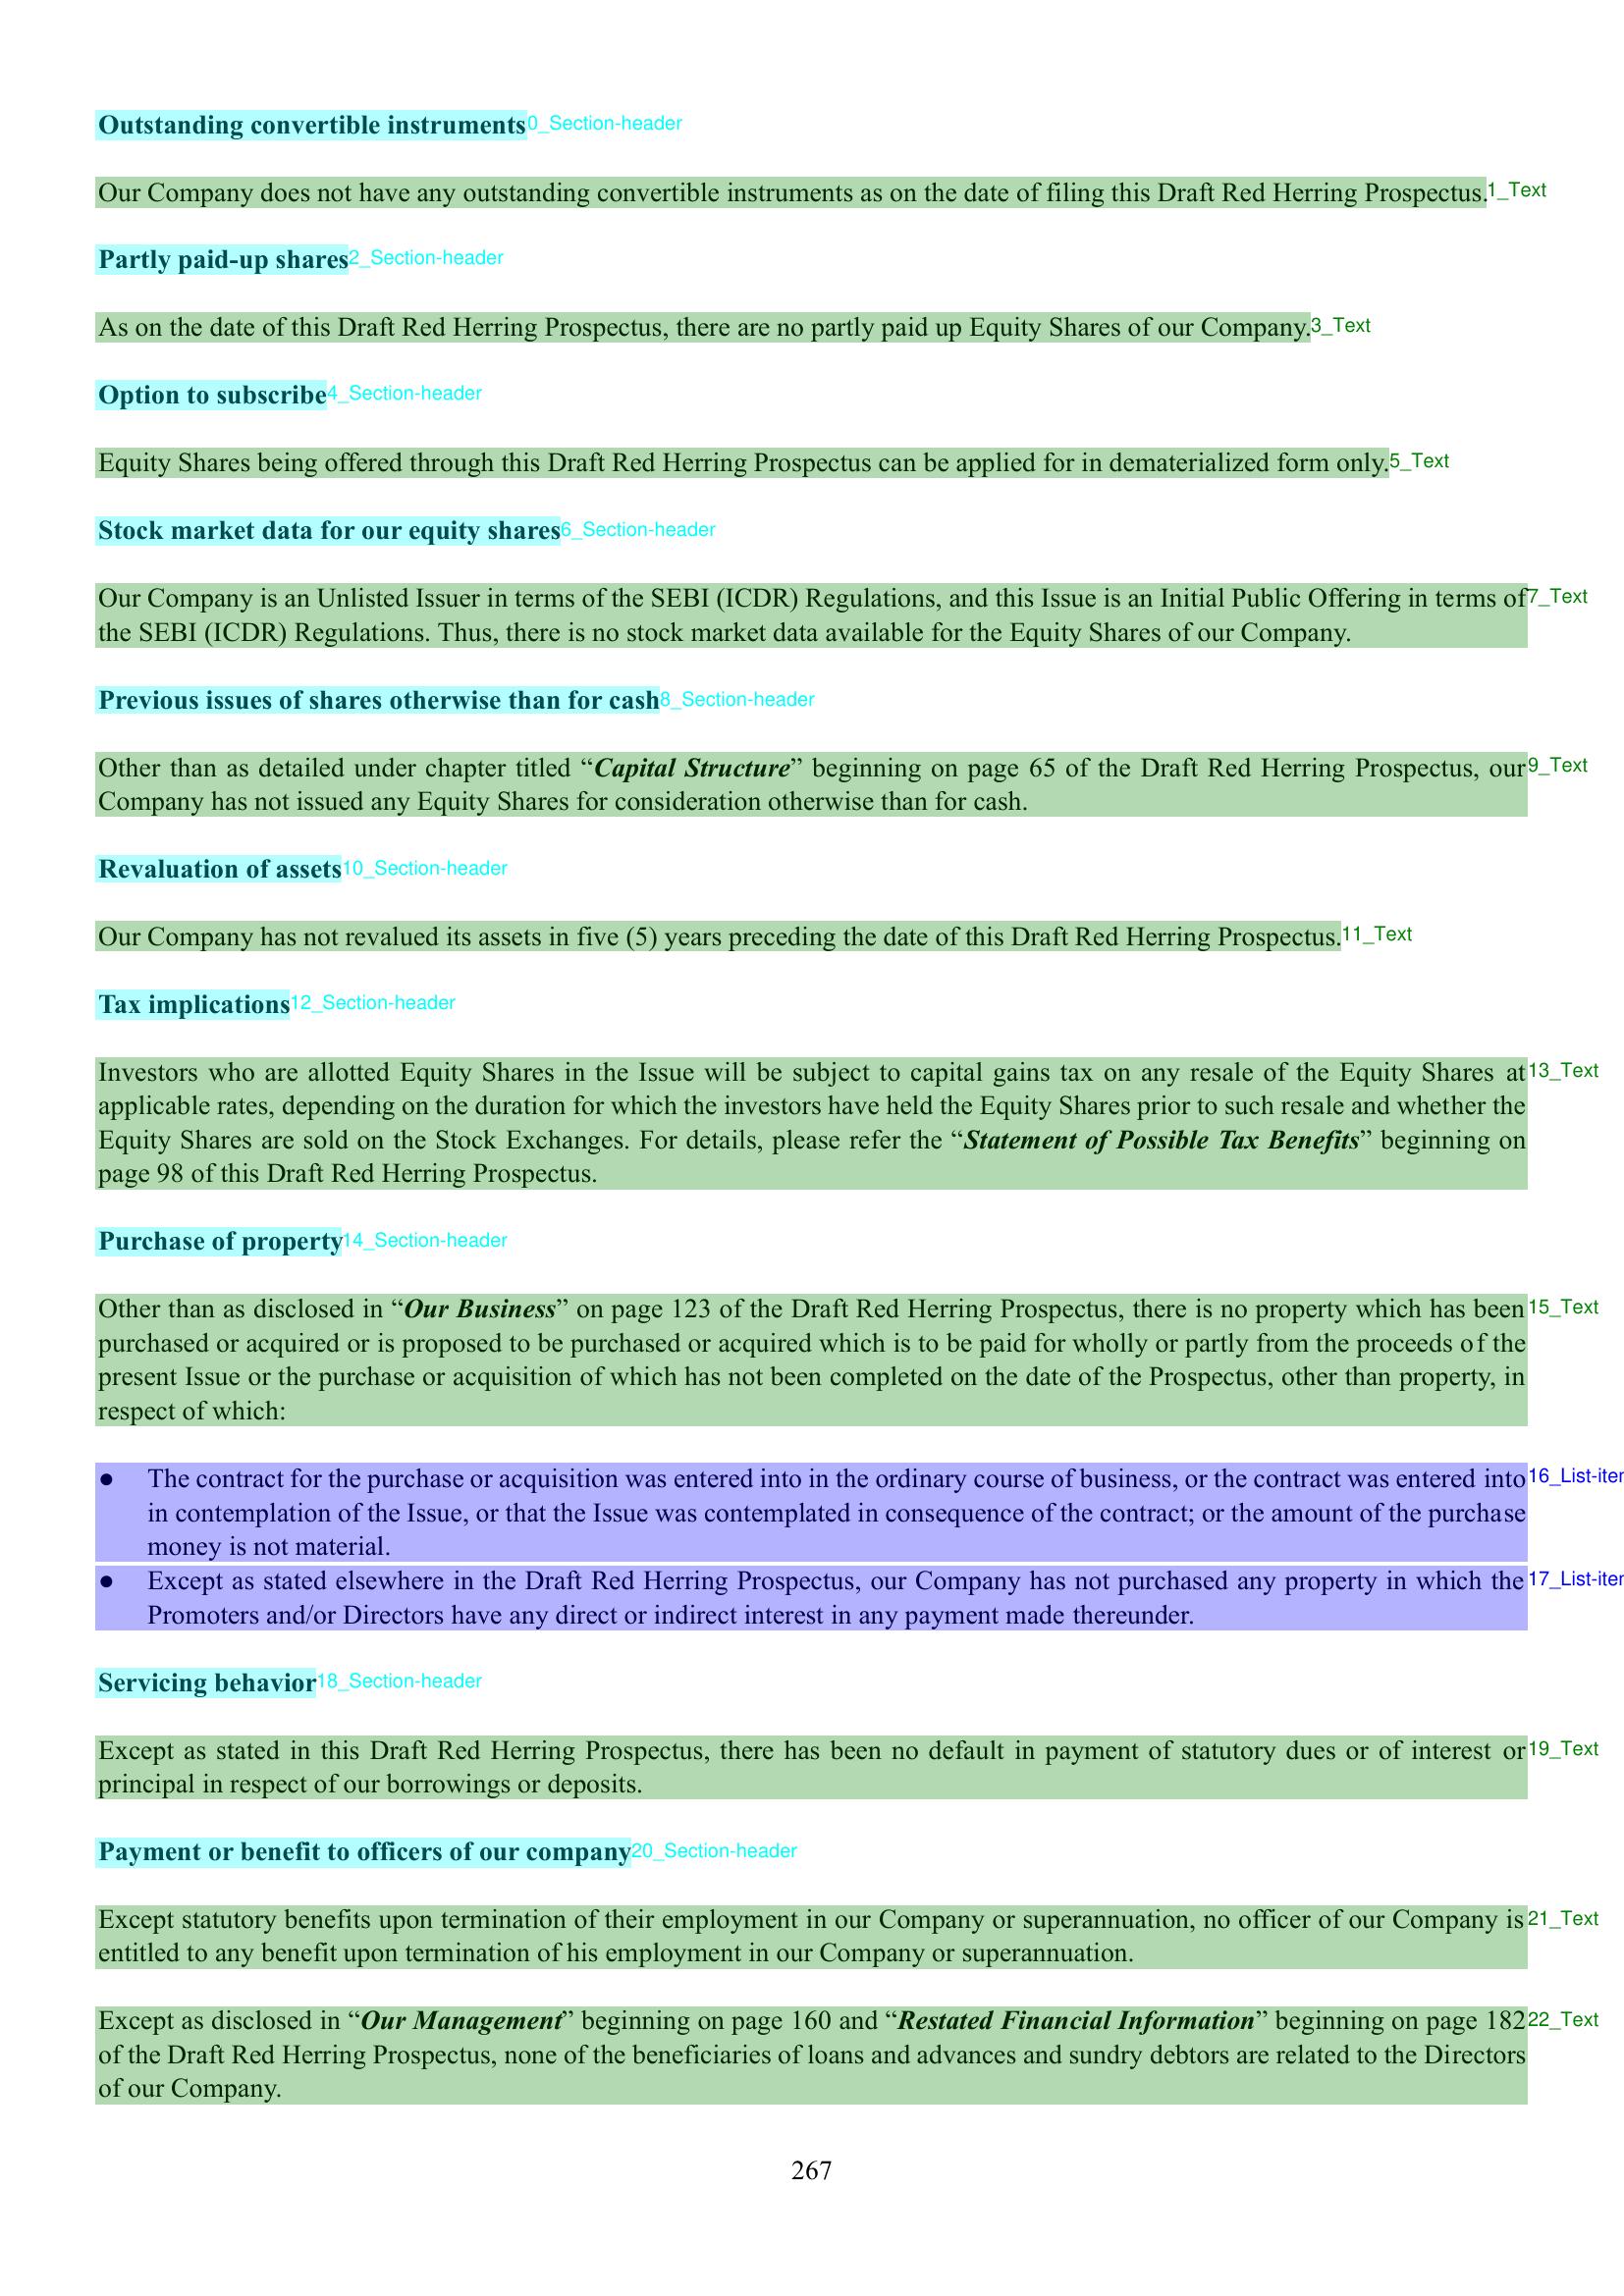 Outstanding convertible instruments0_Section-header
Our Company does not have any outstanding convertible instruments as on the date of filing this Draft Red Herring Prospectus.1_Text
Partly paid-up shares2_Section-header
As on the date of this Draft Red Herring Prospectus, there are no partly paid up Equity Shares of our Company.3_Text
Option to subscribe4_Section-header
Equity Shares being offered through this Draft Red Herring Prospectus can be applied for in dematerialized form only.5_Text
Stock market data for our equity shares6_Section-header
Our Company is an Unlisted Issuer in terms of the SEBI (ICDR) Regulations, and this Issue is an Initial Public Offering in terms of7_Text
the SEBI (ICDR) Regulations. Thus, there is no stock market data available for the Equity Shares of our Company.
Previous issues of shares otherwise than for cash8_Section-header
Other than as detailed under chapter titled “Capital Structure” beginning on page 65 of the Draft Red Herring Prospectus, our9_Text
Company has not issued any Equity Shares for consideration otherwise than for cash.
Revaluation of assets10_Section-header
Our Company has not revalued its assets in five (5) years preceding the date of this Draft Red Herring Prospectus.11_Text
Tax implications12_Section-header
Investors who are allotted Equity Shares in the Issue will be subject to capital gains tax on any resale of the Equity Shares at13_Text
applicable rates, depending on the duration for which the investors have held the Equity Shares prior to such resale and whether the
Equity Shares are sold on the Stock Exchanges. For details, please refer the “Statement of Possible Tax Benefits” beginning on
page 98 of this Draft Red Herring Prospectus.
Purchase of property14_Section-header
Other than as disclosed in “Our Business” on page 123 of the Draft Red Herring Prospectus, there is no property which has been15_Text
purchased or acquired or is proposed to be purchased or acquired which is to be paid for wholly or partly from the proceeds of the
present Issue or the purchase or acquisition of which has not been completed on the date of the Prospectus, other than property, in
respect of which:
● The contract for the purchase or acquisition was entered into in the ordinary course of business, or the contract was entered into16_List-iter
in contemplation of the Issue, or that the Issue was contemplated in consequence of the contract; or the amount of the purchase
money is not material.
● Except as stated elsewhere in the Draft Red Herring Prospectus, our Company has not purchased any property in which the17_List-iter
Promoters and/or Directors have any direct or indirect interest in any payment made thereunder.
Servicing behavior18_Section-header
Except as stated in this Draft Red Herring Prospectus, there has been no default in payment of statutory dues or of interest or19_Text
principal in respect of our borrowings or deposits.
Payment or benefit to officers of our company20_Section-header
Except statutory benefits upon termination of their employment in our Company or superannuation, no officer of our Company is21_Text
entitled to any benefit upon termination of his employment in our Company or superannuation.
Except as disclosed in “Our Management” beginning on page 160 and “Restated Financial Information” beginning on page 18222_Text
of the Draft Red Herring Prospectus, none of the beneficiaries of loans and advances and sundry debtors are related to the Directors
of our Company.
267